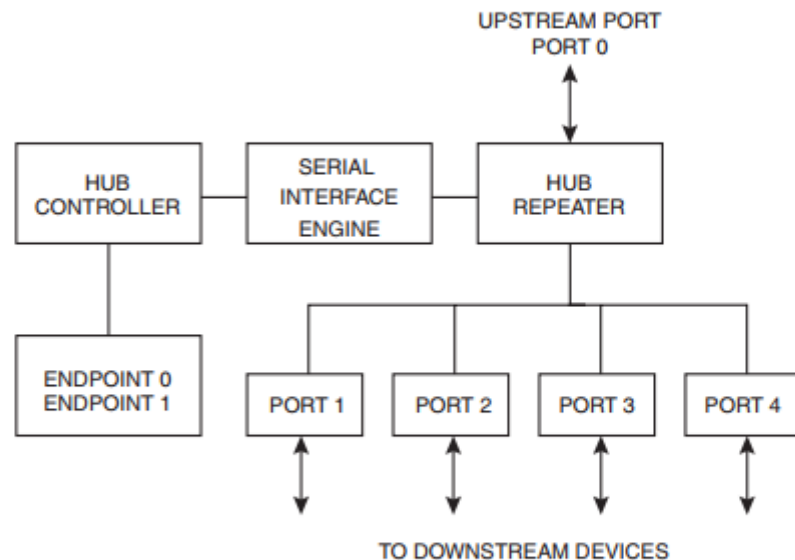 UPSTREAM PORT
PORT 0
HUB
CONTROLLER
SERIAL
INTERFACE
ENGINE
HUB
REPEATER
ENDPOINT 0
ENDPOINT 1
PORT 1
PORT 2
PORT 3
PORT 4
TO DOWNSTREAM DEVICES